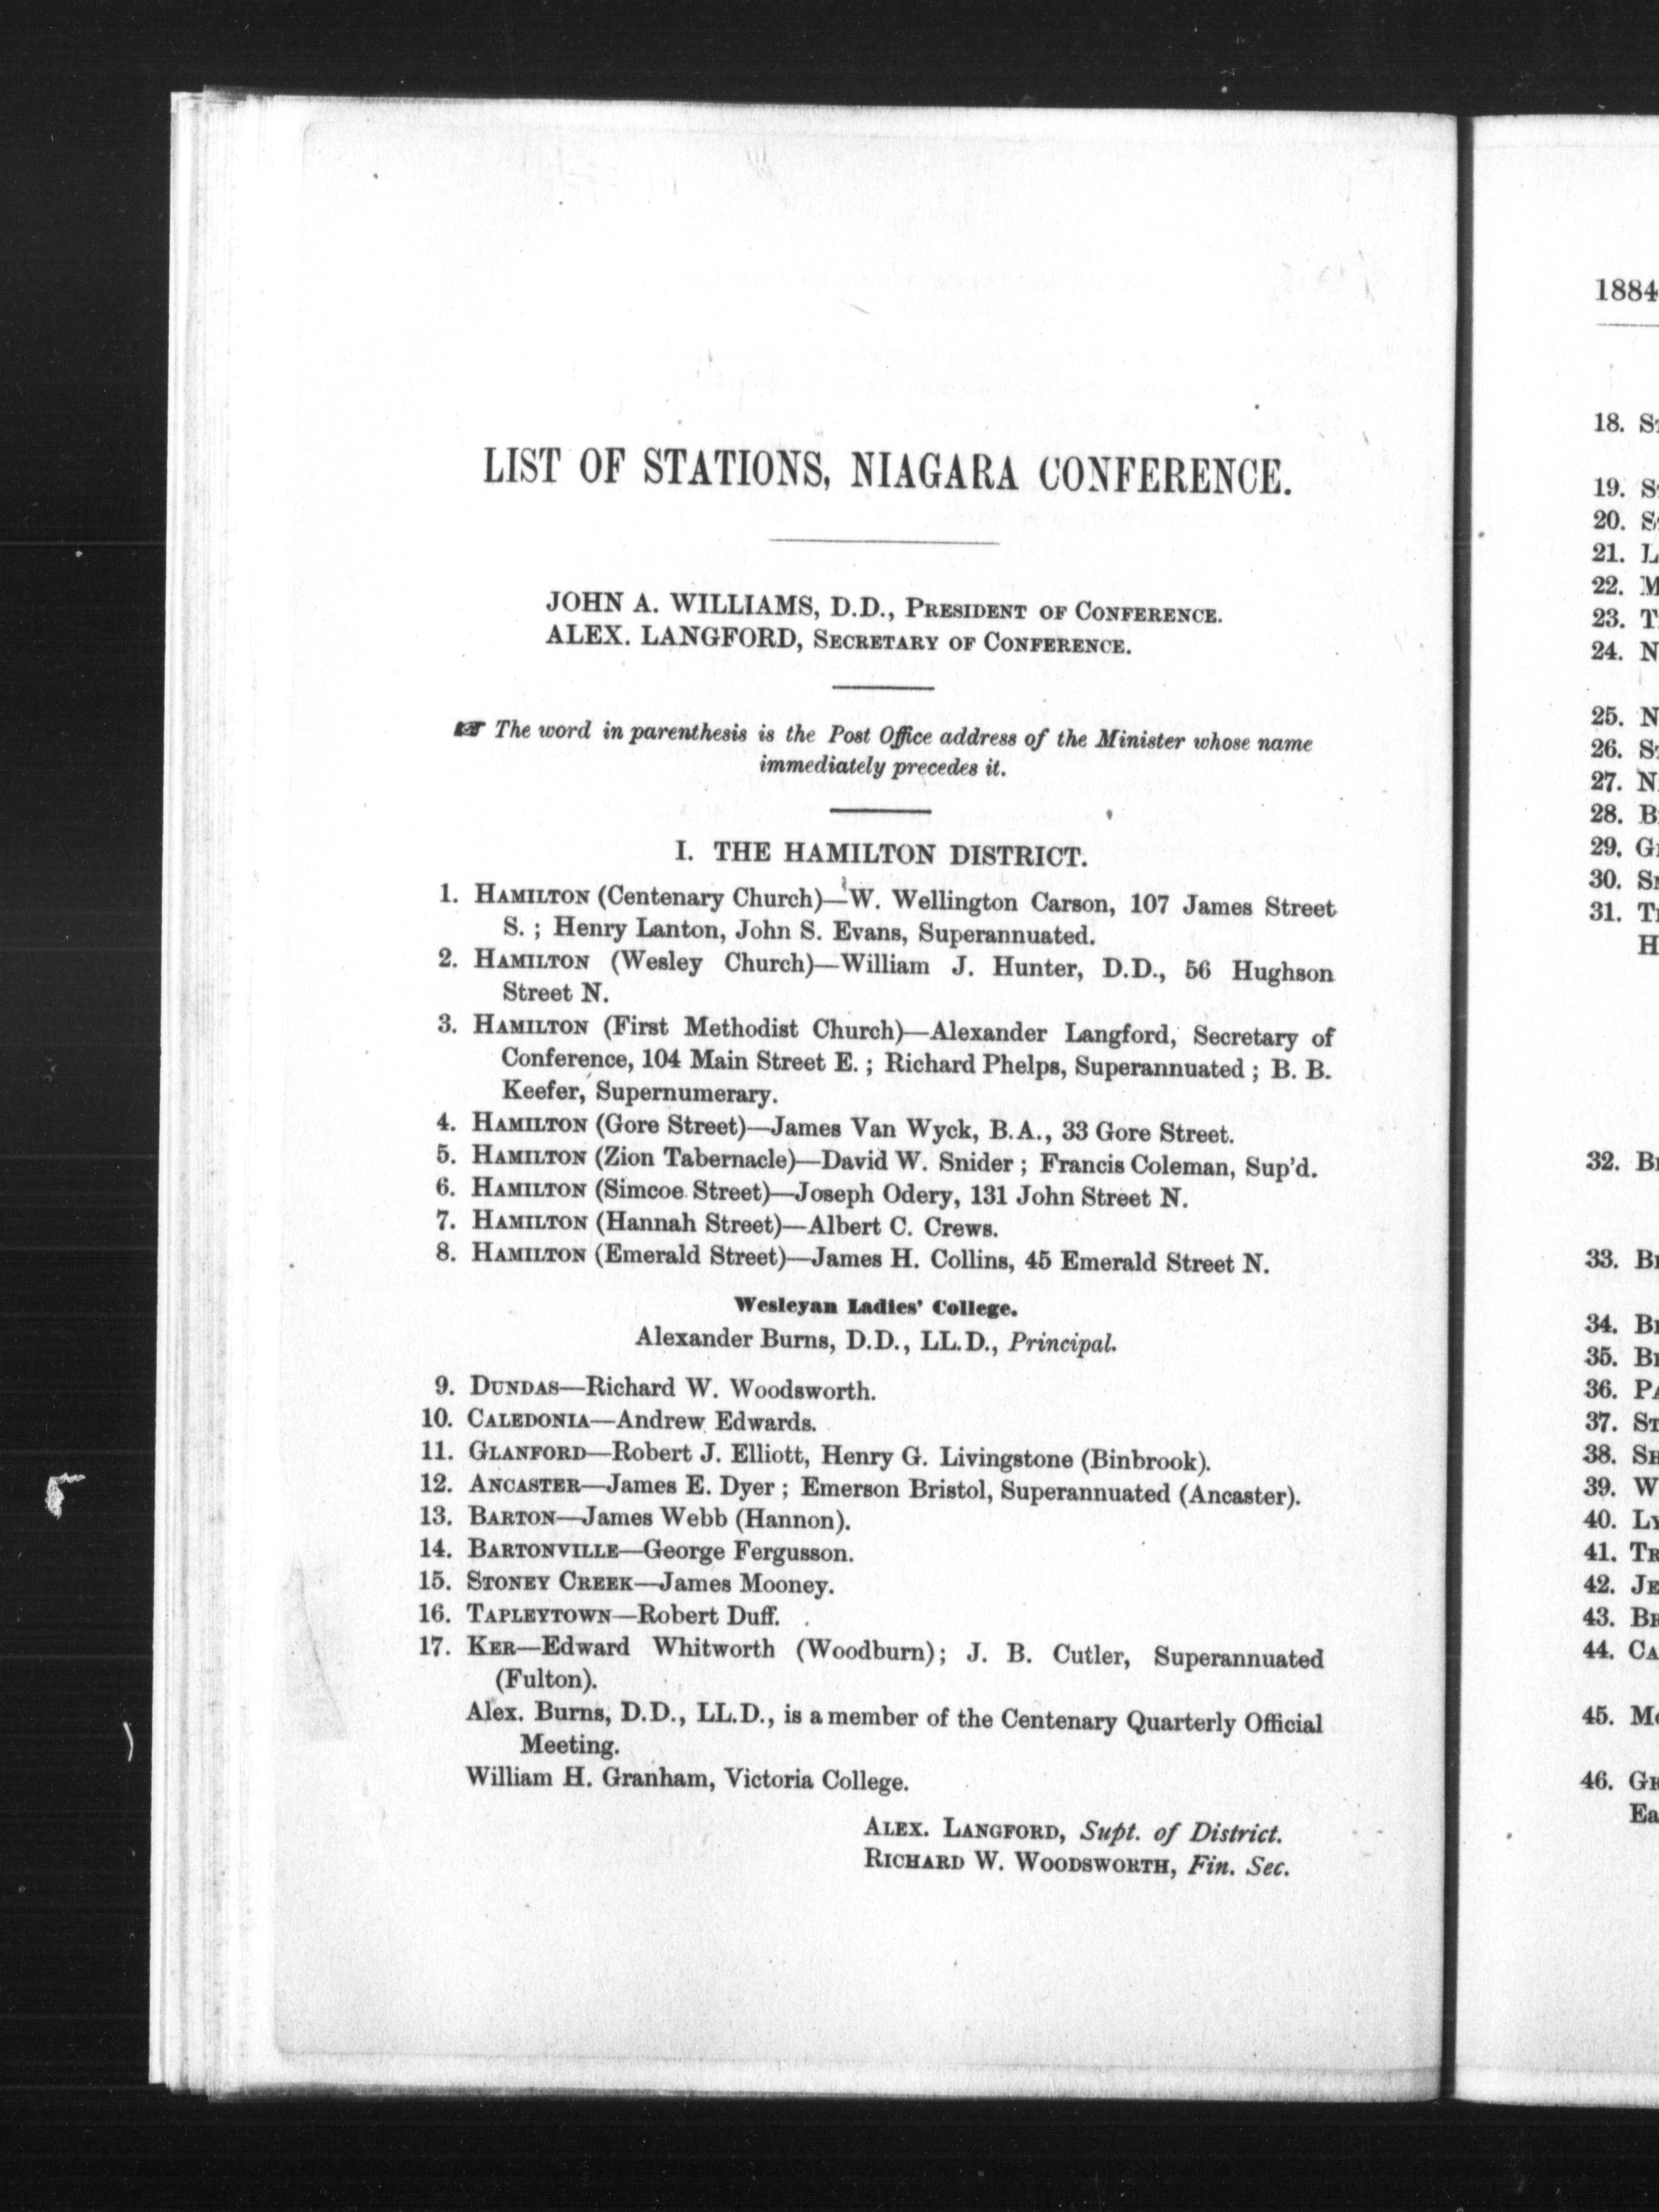 LIST OF STATIONS, NIAGARA CONFERENCE.
JOHN A. WILLIAMS, D.D., PRESIDENT OF CONFERENCE.
ALEX. LANGFORD, SECRETARY OF CONFERENCE.
☛ The word in parenthesis is the Post Office address of the Minister whose name
immediately precedes it.
I. THE HAMILTON DISTRICT.
1. HAMILTON (Centenary Church)—W. Wellington Carson, 107 James Street
S. ; Henry Lanton, John S. Evans, Superannuated.
2. HAMILTON (Wesley Church)—William J. Hunter, D.D., 56 Hughson
Street N.
3. HAMILTON (First Methodist Church)—Alexander Langford, Secretary of
Conference, 104 Main Street E. ; Richard Phelps, Superannuated ; B. B.
Keefer, Supernumerary.
4. HAMILTON (Gore Street)—James Van Wyck, B.A., 33 Gore Street.
5. HAMILTON (Zion Tabernacle)—David W. Snider ; Francis Coleman, Sup'd.
6. HAMILTON (Simcoe Street)—Joseph Odery, 131 John Street N.
7. HAMILTON (Hannah Street)—Albert C. Crews.
8. HAMILTON (Emerald Street)—James H. Collins, 45 Emerald Street N.
Wesleyan Ladies' College.
Alexander Burns, D.D., LL.D., Principal.
9. DUNDAS—Richard W. Woodsworth.
10. CALEDONIA—Andrew Edwards.
11. GLANFORD—Robert J. Elliott, Henry G. Livingstone (Binbrook).
12. ANCASTER—James E. Dyer ; Emerson Bristol, Superannuated (Ancaster).
13. BARTON—James Webb (Hannon).
14. BARTONVILLE—George Fergusson.
15. STONEY CREEK—James Mooney.
16. TAPLEYTOWN—Robert Duff.
17. KER—Edward Whitworth (Woodburn); J. B. Cutler, Superannuated
(Fulton).
Alex. Burns, D.D., LL.D., is a member of the Centenary Quarterly Official
Meeting.
William H. Granham, Victoria College.
ALEX. LANGFORD, Supt. of District.
RICHARD W. WOODSWORTH, Fin. Sec.
1884
18.
19.
20.
21.
22.
23.
24.
25.
26.
27.
28.
29.
30.
31.
32.
33.
34.
35.
36.
37.
38.
39.
40.
41.
42.
43.
44.
45.
46.